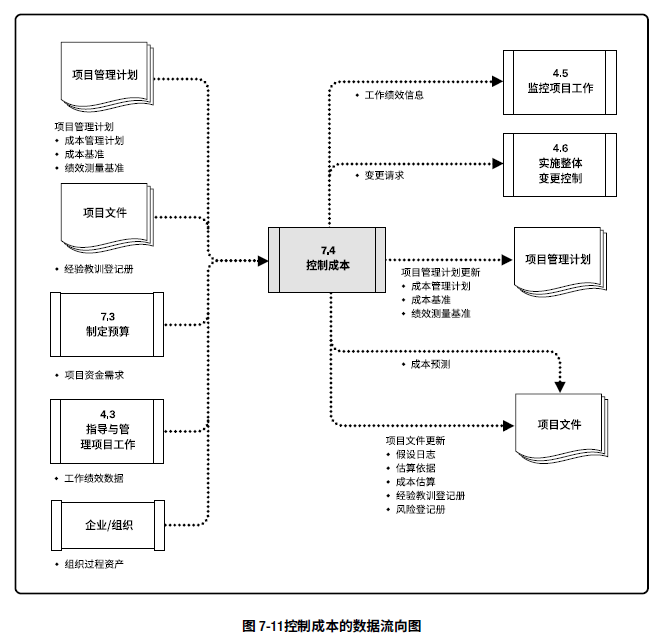 项目管理计划
项目管理计划
◆ 成本管理计划
◆ 成本基准
◆ 绩效测量基准
项目文件
◆ 经验教训登记册
7.3
制定预算
◆ 项目资金需求
4.3
指导与管
理项目工作
◆ 工作绩效数据
企业/组织
◆ 组织过程资产
7.4
控制成本
◆ 工作绩效信息
4.5
监控项目工作
◆ 变更请求
4.6
实施整体
变更控制
项目管理计划更新
◆ 成本管理计划
◆ 成本基准
◆ 绩效测量基准
项目管理计划
◆ 成本预测
项目文件
项目文件更新
◆ 假设日志
◆ 估算依据
◆ 成本估算
◆ 经验教训登记册
◆ 风险登记册
图 7-11控制成本的数据流向图